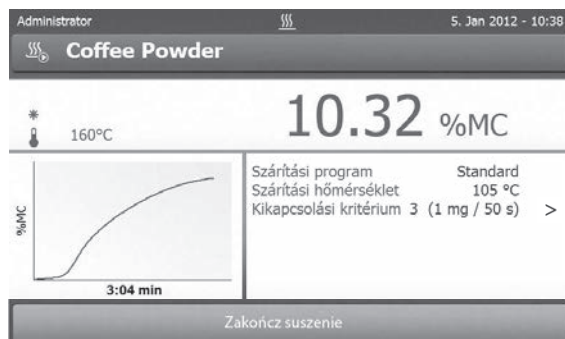 Administrator 5. Jan 2012 - 10:38
Coffee Powder
10.32 %MC
160°C
Szárítási program Standard
Szárítási hőmérséklet 105 °C
Kikapcsolási kritérium 3 (1 mg / 50 s) >
%MC
3:04 min
Zakończ suszenie